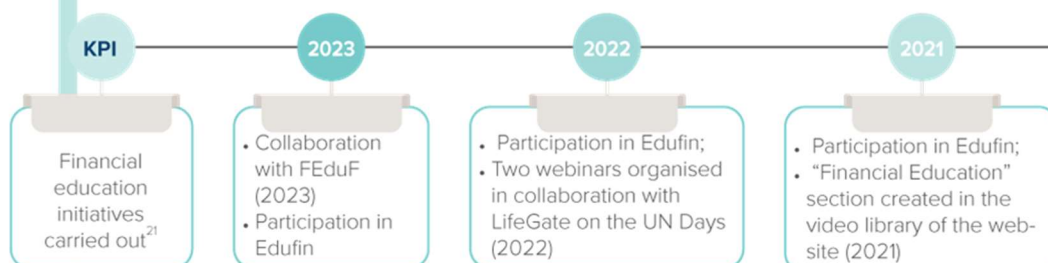 KPI
2023
2022
2021
Financial
education
initiatives
carried out21
• Collaboration
with FEduF
(2023)
• Participation in
Edufin
• Participation in Edufin;
• Two webinars organised
in collaboration with
LifeGate on the UN Days
(2022)
• Participation in Edufin;
• “Financial Education”
section created in the
video library of the web-
site (2021)